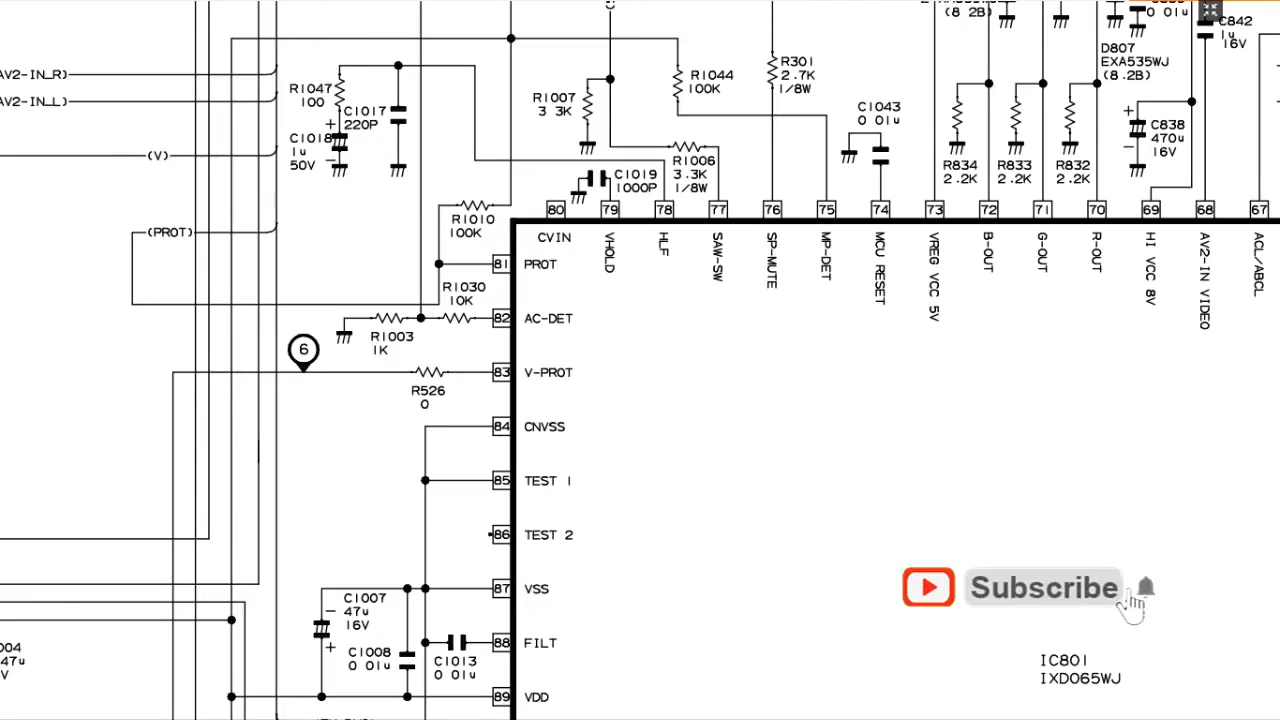 (8 2B)
0 01u
C842
1u
16V
D807
EXA535WJ
(8.2B)
AV2-IN_R)
AV2-IN_L)
R1047
100
C1017
220P
C1018
1u
50V
R1007
3 3K
R1044
100K
R301
2.7K
1/8W
C1043
0 01u
C838
470u
16V
(V)
R1006
3.3K
1/8W
C1019
1000P
R834
2.2K
R833
2.2K
R832
2.2K
R1010
100K
80
79
78
77
76
75
74
73
72
71
70
69
68
67
(PROT)
CVIN
VHOLD
HLF
SAW-SW
SP-MUTE
MP-DET
MCU RESET
VREG VCC 5V
B-OUT
G-OUT
R-OUT
HI VCC 8V
AV2-IN VIDEO
ACL/ABCL
81 PROT
R1030
10K
82 AC-DET
R1003
1K
6
83 V-PROT
R526
0
84 CNVSS
85 TEST 1
86 TEST 2
87 VSS
Subscribe
C1007
47u
16V
88 FILT
C1008
0 01u
C1013
0 01u
004
47u
V
IC801
IXD065WJ
89 VDD